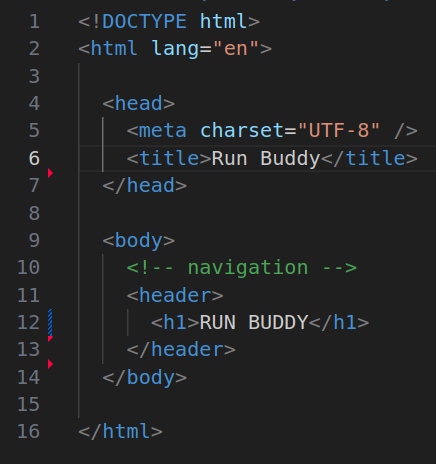 1 <!DOCTYPE html>
2 <html lang="en">
3
4   <head>
5     <meta charset="UTF-8" />
6     <title>Run Buddy</title>
7   </head>
8
9   <body>
10     <!-- navigation -->
11     <header>
12       <h1>RUN BUDDY</h1>
13     </header>
14   </body>
15
16 </html>